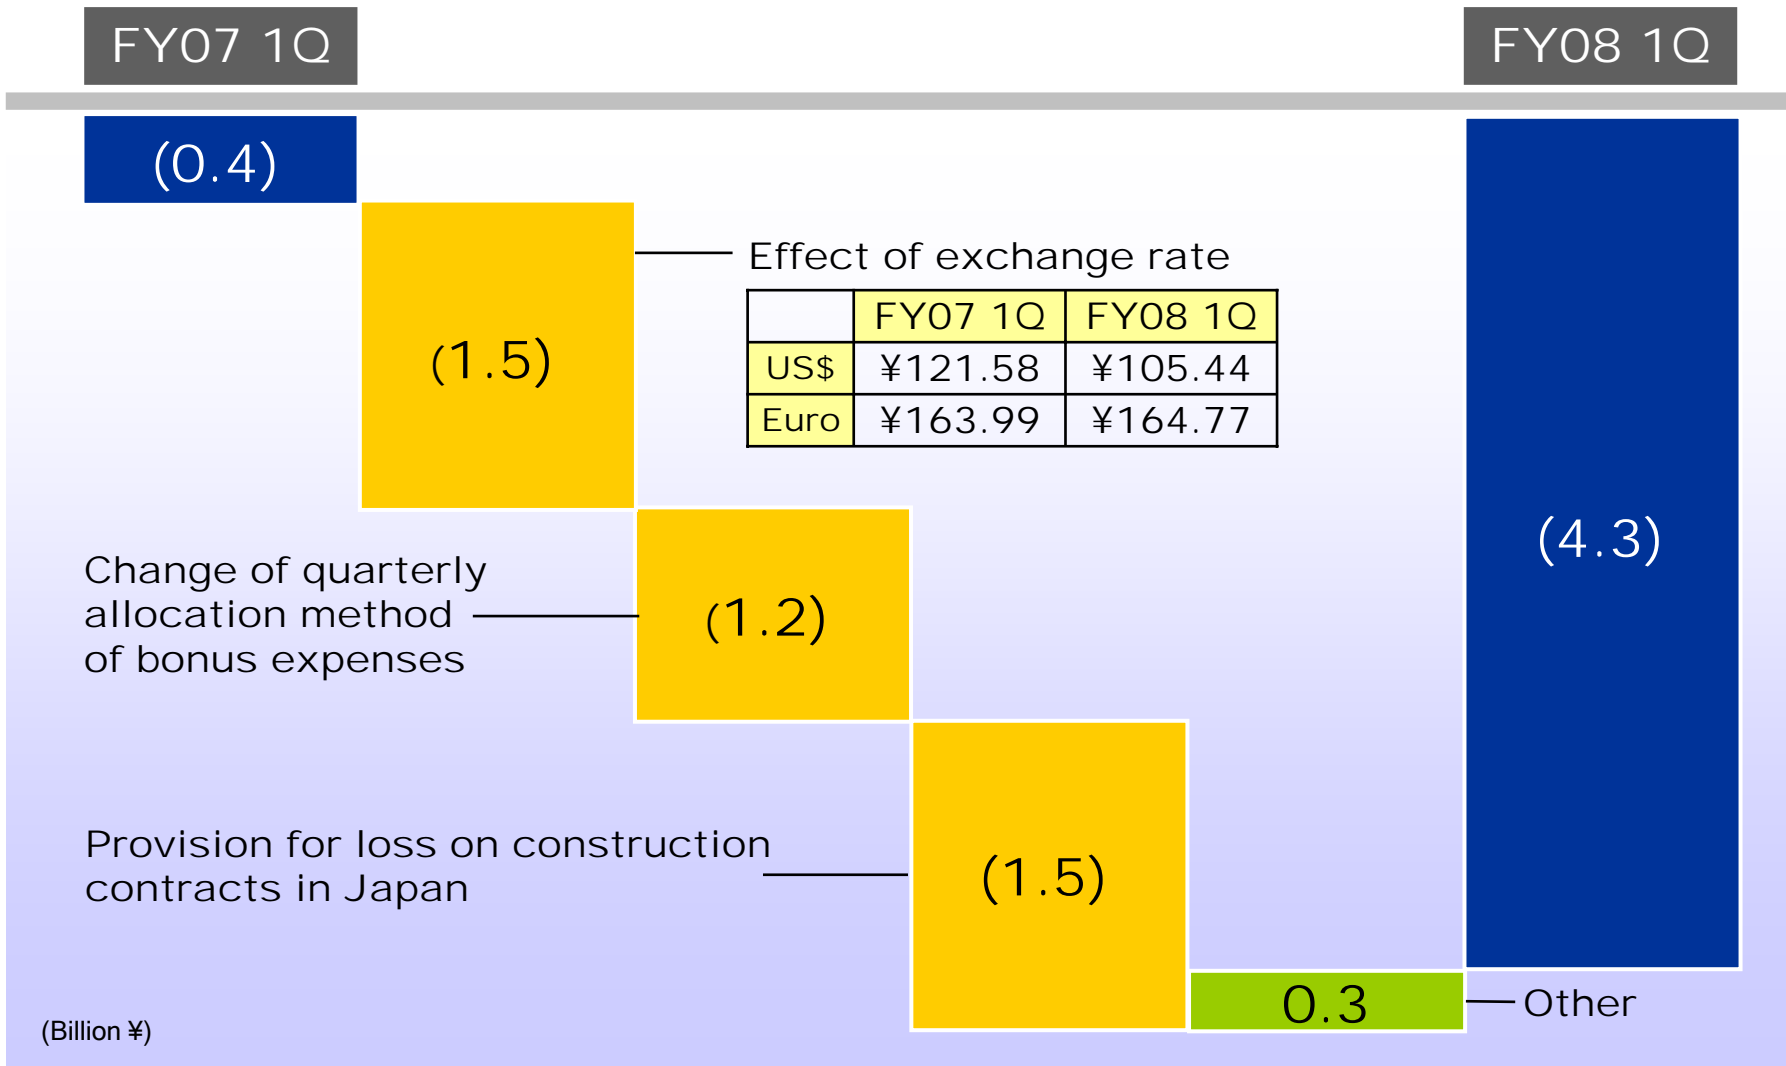 FY07 1Q
FY08 1Q
(0.4)
Effect of exchange rate
FY07 1Q FY08 1Q
US$ ¥121.58 ¥105.44
Euro ¥163.99 ¥164.77
(1.5)
(4.3)
Change of quarterly
allocation method
of bonus expenses
(1.2)
Provision for loss on construction
contracts in Japan
(1.5)
0.3
Other
(Billion ¥)